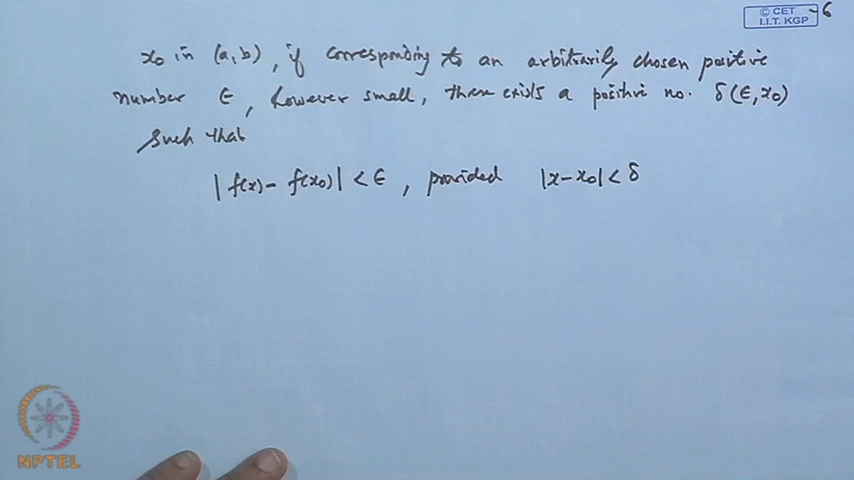 © CET
I.I.T. KGP
-6
x₀ in (a,b), if corresponding to an arbitrarily chosen positive
number ϵ, however small, there exists a positive no. δ(ϵ, x₀)
such that
|f(x) - f(x₀)| < ϵ, provided |x - x₀| < δ
NPTEL